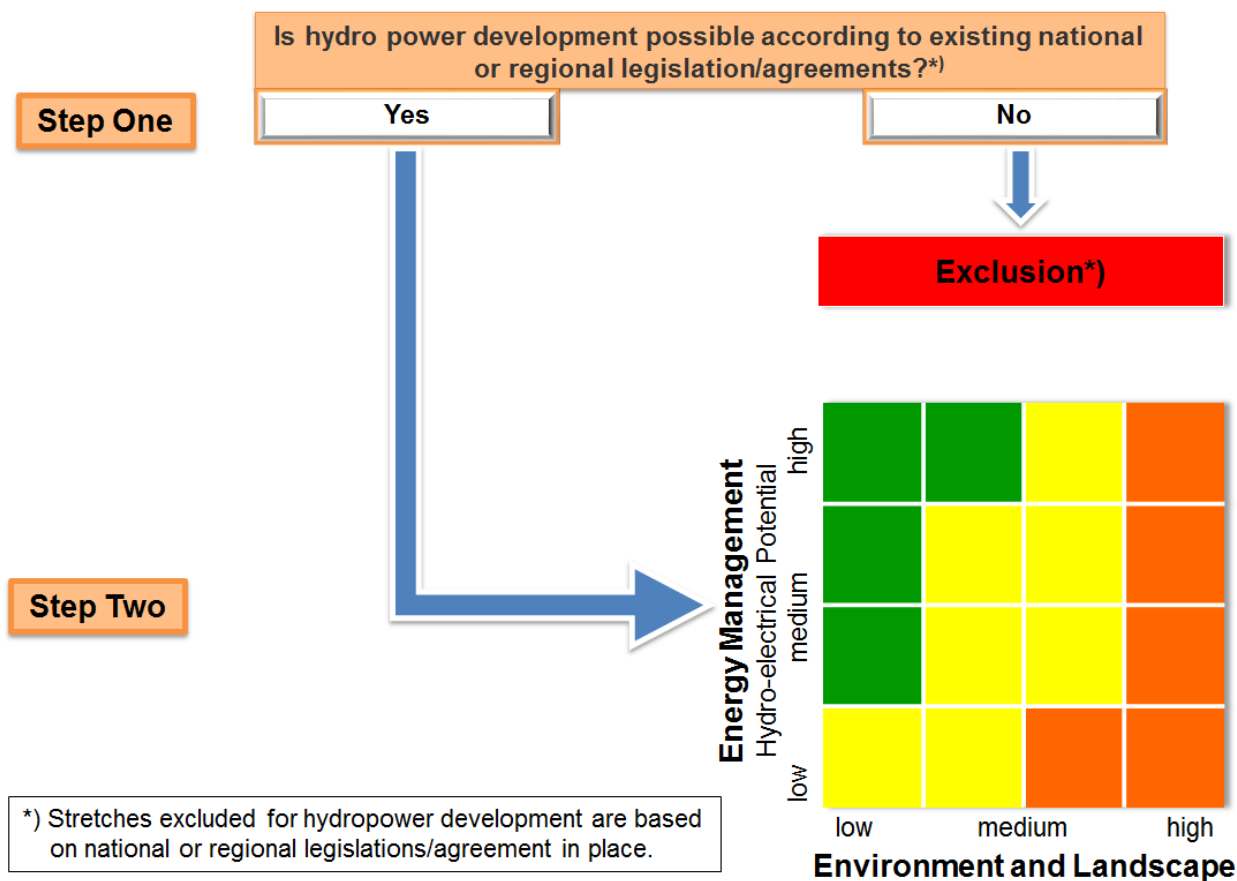 Is hydro power development possible according to existing national
or regional legislation/agreements?*)
Step One
Yes
No
Exclusion*)
Step Two
Energy Management
Hydro-electrical Potential
high
medium
low
low
medium
high
Environment and Landscape
*) Stretches excluded for hydropower development are based
on national or regional legislations/agreement in place.